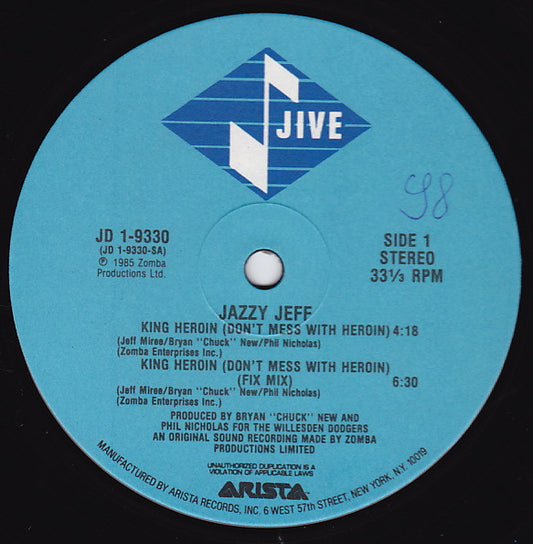 JIVE
98
JD 1-9330
(JD 1-9330-SA)
℗ 1985 Zomba
Productions Ltd.
SIDE 1
STEREO
33⅓ RPM
JAZZY JEFF
KING HEROIN (DON'T MESS WITH HEROIN) 4:18
(Jeff Miree/Bryan "Chuck" New/Phil Nicholas)
(Zomba Enterprises Inc.)
KING HEROIN (DON'T MESS WITH HEROIN)
(FIX MIX) 6:30
(Jeff Miree/Bryan "Chuck" New/Phil Nicholas)
(Zomba Enterprises Inc.)
PRODUCED BY BRYAN "CHUCK" NEW AND
PHIL NICHOLAS FOR THE WILLESDEN DODGERS
AN ORIGINAL SOUND RECORDING MADE BY ZOMBA
PRODUCTIONS LIMITED
UNAUTHORIZED DUPLICATION IS A
VIOLATION OF APPLICABLE LAWS
ARISTA
MANUFACTURED BY ARISTA RECORDS, INC. 6 WEST 57th STREET, NEW YORK, N.Y. 10019